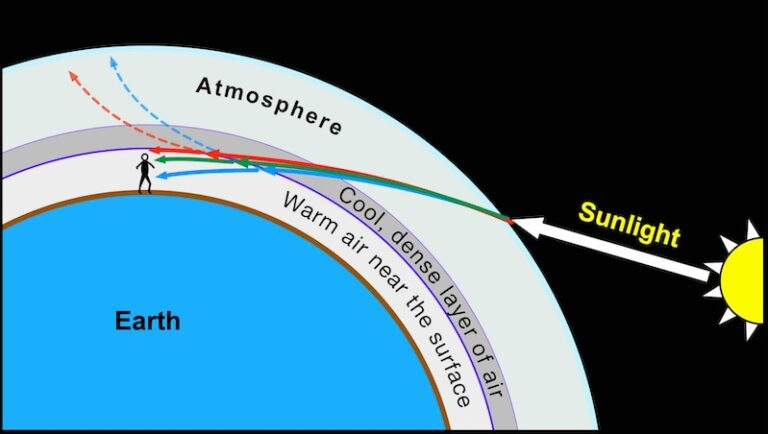 Atmosphere
Sunlight
Cool, dense layer of air
Warm air near the surface
Earth